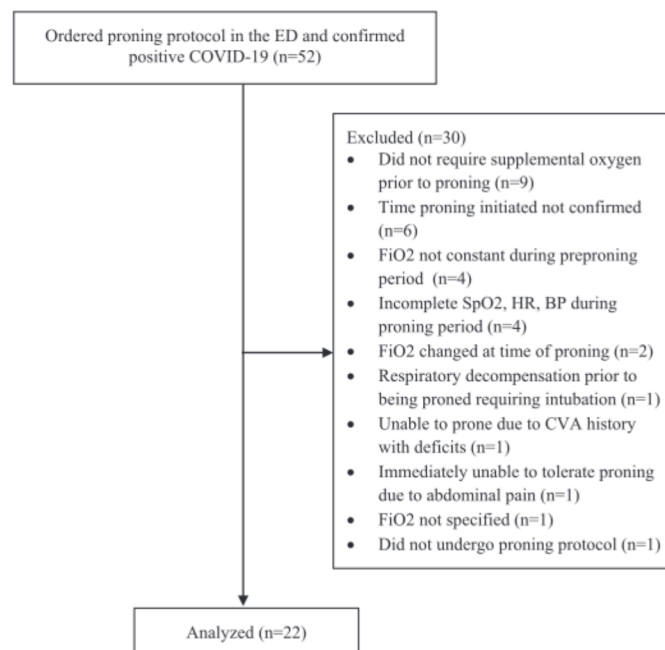 Ordered proning protocol in the ED and confirmed
positive COVID-19 (n=52)
Excluded (n=30)
• Did not require supplemental oxygen
prior to proning (n=9)
• Time proning initiated not confirmed
(n=6)
• FiO2 not constant during preproning
period (n=4)
• Incomplete SpO2, HR, BP during
proning period (n=4)
• FiO2 changed at time of proning (n=2)
• Respiratory decompensation prior to
being proned requiring intubation (n=1)
• Unable to prone due to CVA history
with deficits (n=1)
• Immediately unable to tolerate proning
due to abdominal pain (n=1)
• FiO2 not specified (n=1)
• Did not undergo proning protocol (n=1)
Analyzed (n=22)